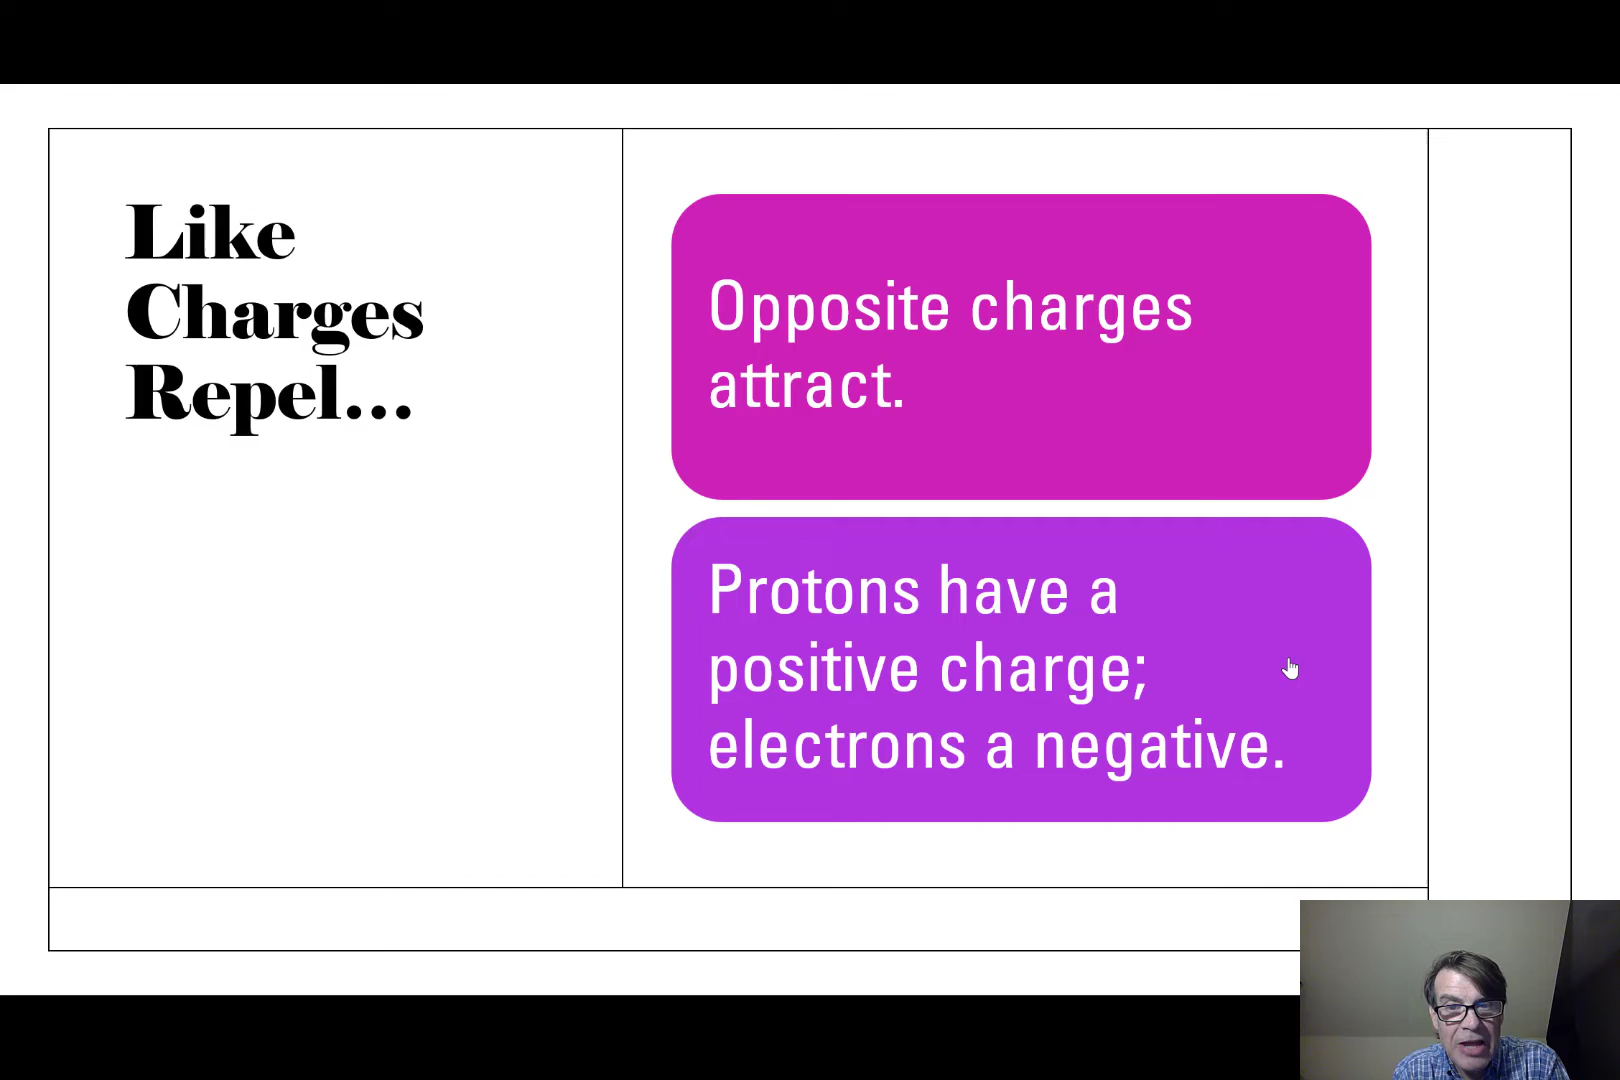 Like
Charges
Repel...
Opposite charges
attract.
Protons have a
positive charge;
electrons a negative.